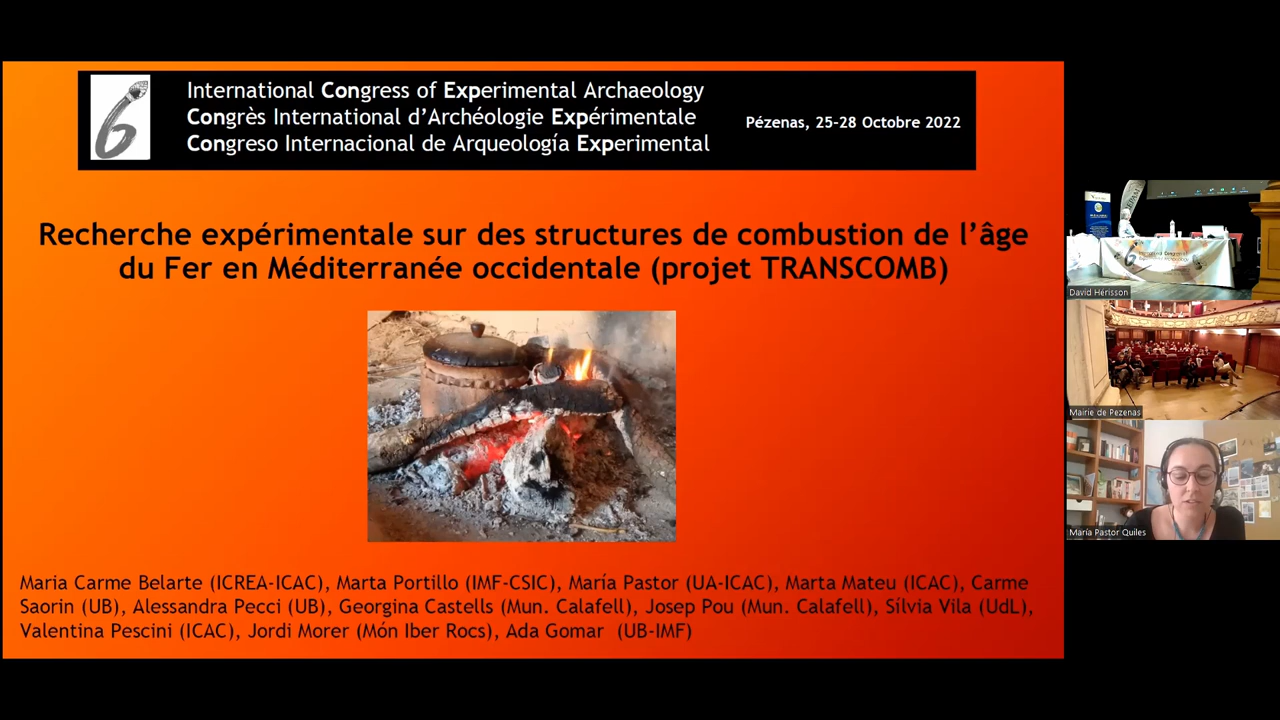 International Congress of Experimental Archaeology
Congrès International d'Archéologie Expérimentale
Congreso Internacional de Arqueología Experimental
Pézenas, 25-28 Octobre 2022
6
Recherche expérimentale sur des structures de combustion de l'âge
du Fer en Méditerranée occidentale (projet TRANSCOMB)
Maria Carme Belarte (ICREA-ICAC), Marta Portillo (IMF-CSIC), María Pastor (UA-ICAC), Marta Mateu (ICAC), Carme
Saorin (UB), Alessandra Pecci (UB), Georgina Castells (Mun. Calafell), Josep Pou (Mun. Calafell), Sílvia Vila (UdL),
Valentina Pescini (ICAC), Jordi Morer (Món Iber Rocs), Ada Gomar (UB-IMF)
David Hérisson
Mairie de Pezenas
María Pastor Quiles